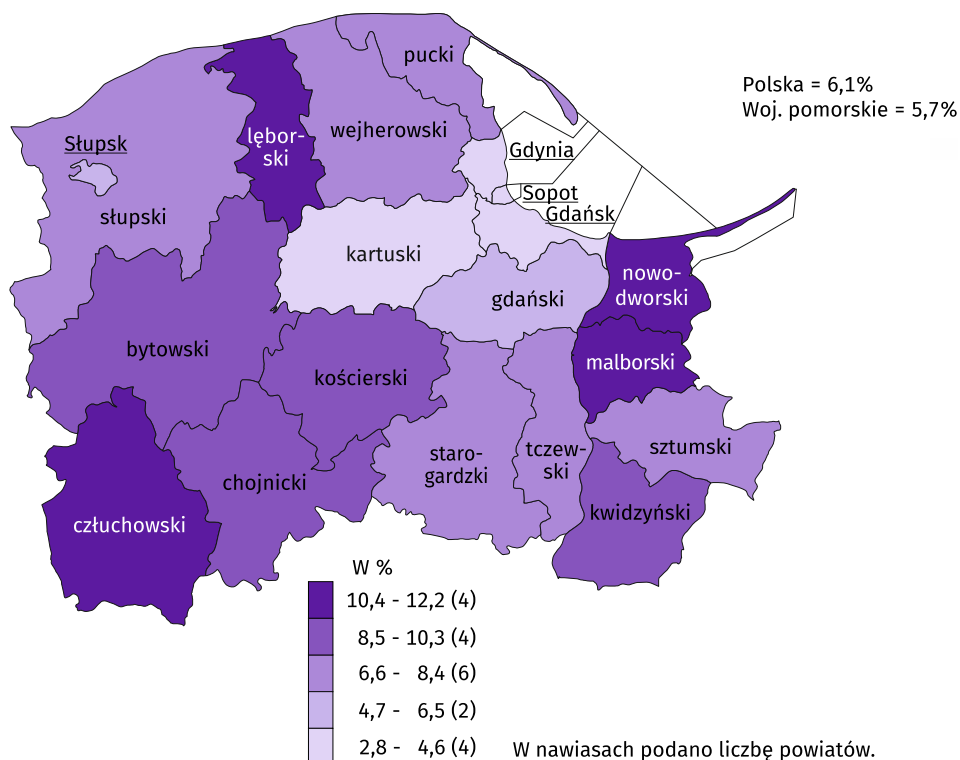 pucki
Polska = 6,1%
Woj. pomorskie = 5,7%
lębor-
ski
wejherowski
Słupsk
Gdynia
Sopot
Gdańsk
słupski
kartuski
gdański
nowo-
dworski
bytowski
kościerski
malborski
staro-
gardzki
tczew-
ski
sztumski
chojnicki
człuchowski
kwidzyński
W %
10,4 - 12,2 (4)
8,5 - 10,3 (4)
6,6 - 8,4 (6)
4,7 - 6,5 (2)
2,8 - 4,6 (4)
W nawiasach podano liczbę powiatów.